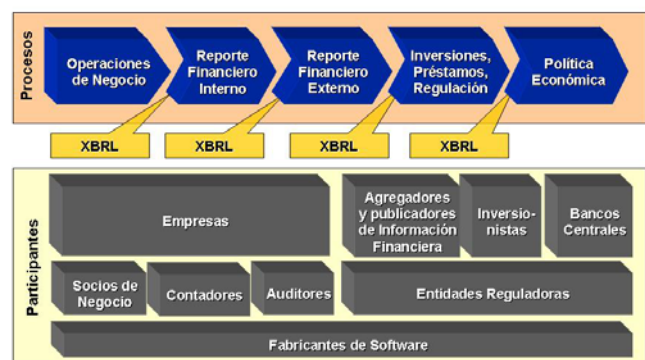 Procesos
Operaciones
de Negocio
Reporte
Financiero
Interno
Reporte
Financiero
Externo
Inversiones,
Préstamos,
Regulación
Política
Económica
XBRL
XBRL
XBRL
XBRL
Participantes
Empresas
Agregadores
y publicadores
de Información
Financiera
Inversio-
nistas
Bancos
Centrales
Socios de
Negocio
Contadores
Auditores
Entidades Reguladoras
Fabricantes de Software